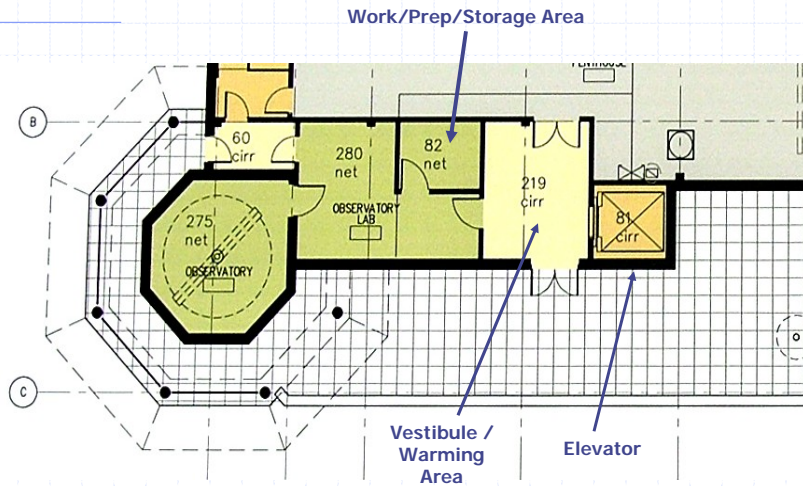 Work/Prep/Storage Area
PENTHOUSE
B
60
cirr
280
net
82
net
219
cirr
81
cirr
OBSERVATORY
LAB
275
net
OBSERVATORY
C
Vestibule /
Warming
Area
Elevator